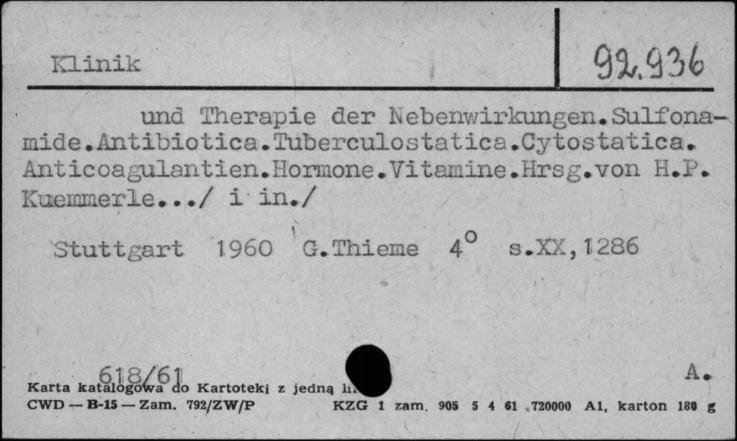 Klinik
92.936
und Therapie der Nebenwirkungen.Sulfona-
mide.Antibiotica.Tuberculostatica.Cytostatica.
Anticoagulantien.Hormone.Vitamine.Hrsg.von H.P.
Kuemmerle.../ i in./
Stuttgart 1960 G.Thieme 4° s.XX,1286
618/61
A.
Karta katalogowa do Kartoteki z jedną
CWD — B-15 — Zam. 792/ZW/P KZG 1 zam. 905 5 4 61 .720000 A1, karton 180 g